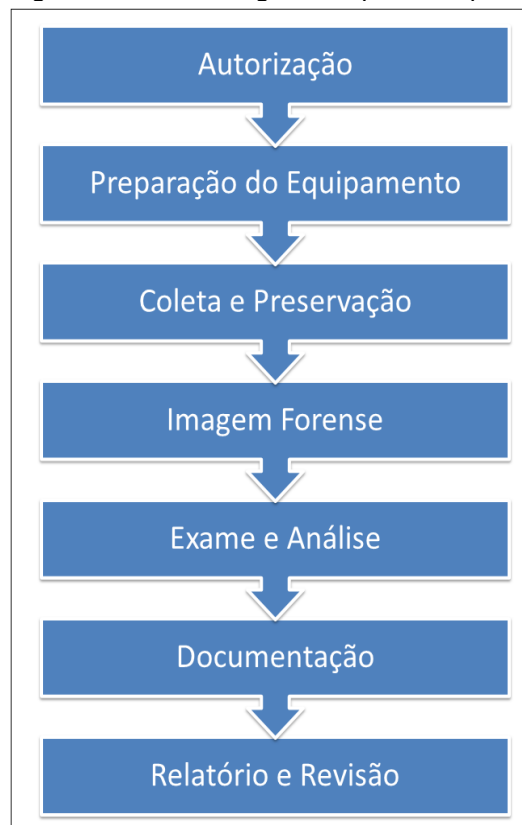 Autorização
Preparação do Equipamento
Coleta e Preservação
Imagem Forense
Exame e Análise
Documentação
Relatório e Revisão